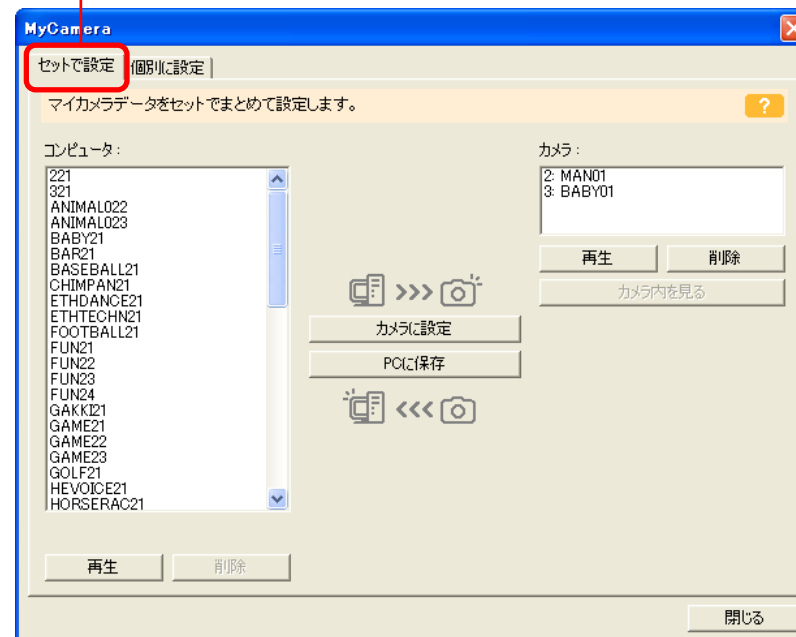 MyCamera
セットで設定 個別に設定
マイカメラデータをセットでまとめて設定します。
?
コンピュータ:
221
321
ANIMAL022
ANIMAL023
BABY21
BAR21
BASEBALL21
CHIMPAN21
ETHDANCE21
ETHTECHN21
FOOTBALL21
FUN21
FUN22
FUN23
FUN24
GAKKI21
GAME21
GAME22
GAME23
GOLF21
HEVOICE21
HORSERAC21
再生 削除
>>>
カメラに設定
PCに保存
<<<
カメラ:
2: MAN01
3: BABY01
再生 削除
カメラ内を見る
閉じる